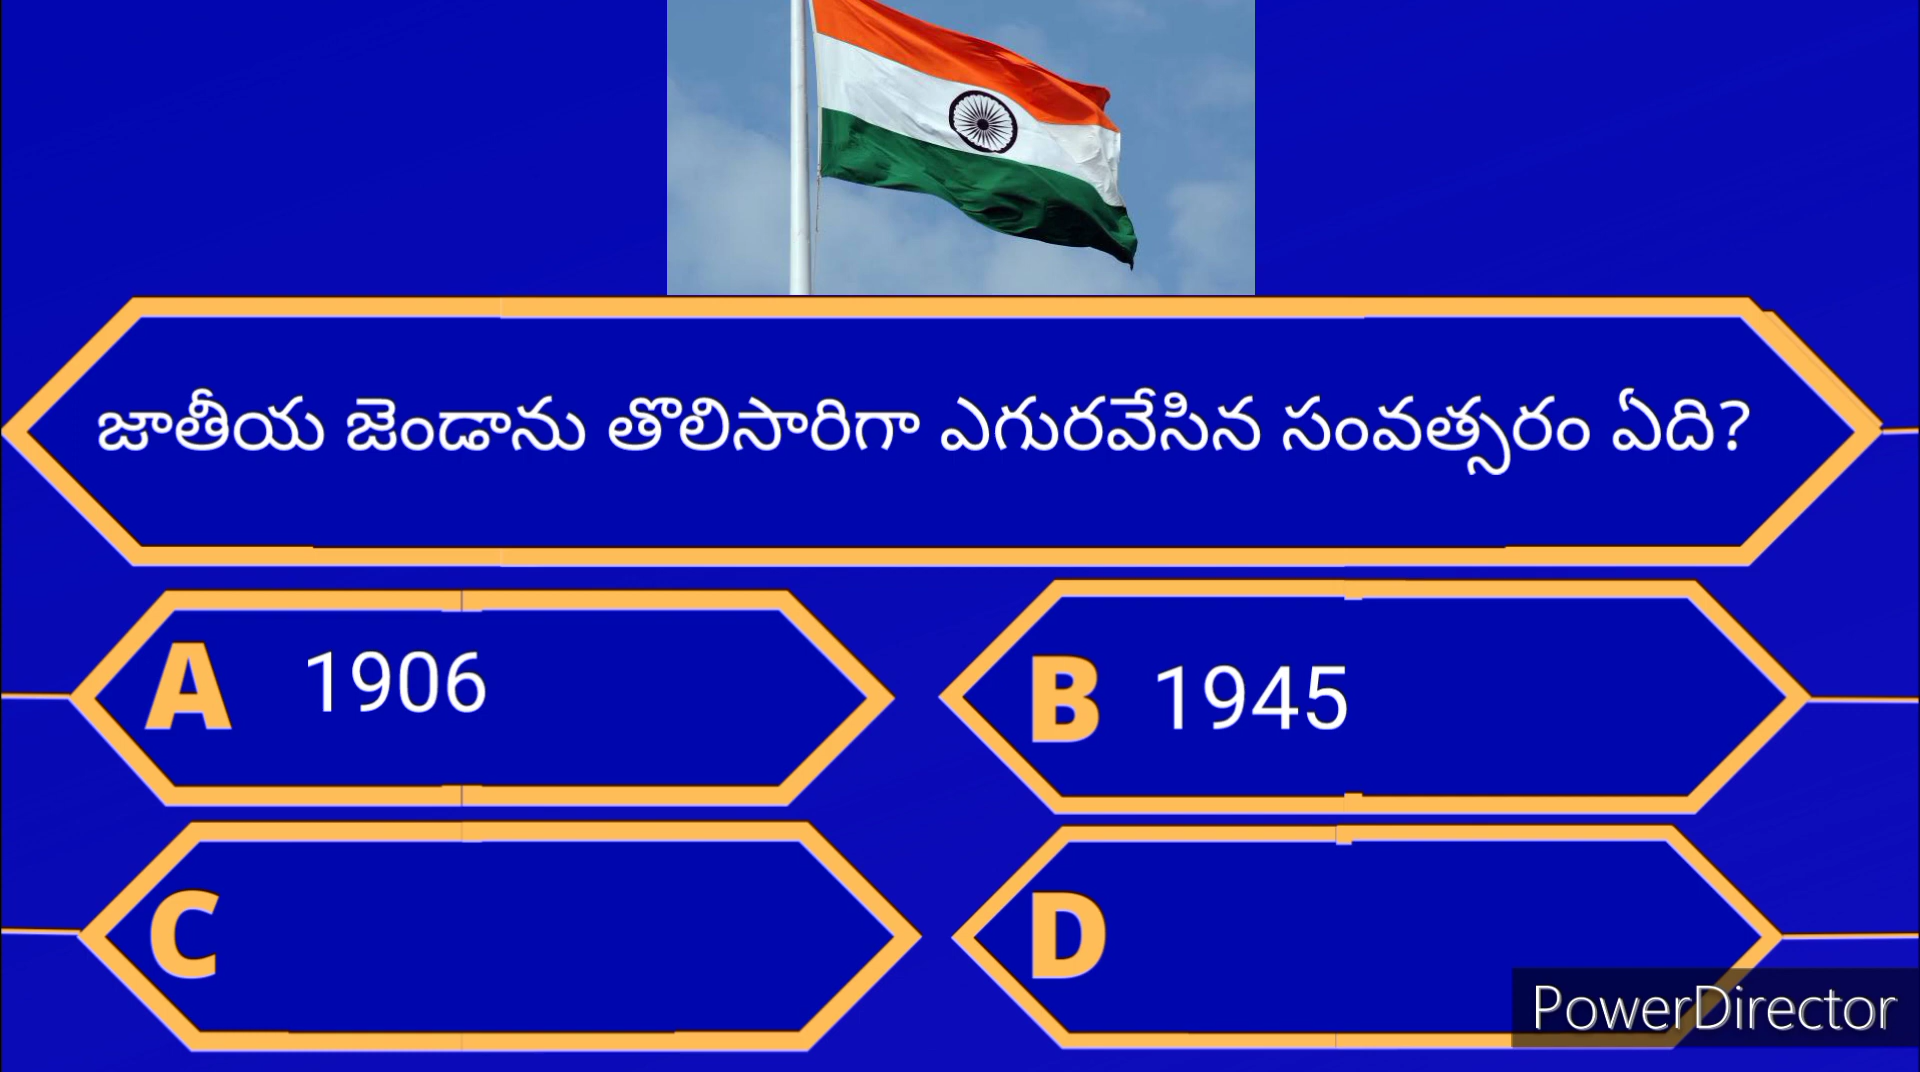 జాతీయ జెండాను తొలిసారిగా ఎగురవేసిన సంవత్సరం ఏది?
A 1906
B 1945
C
D
PowerDirector